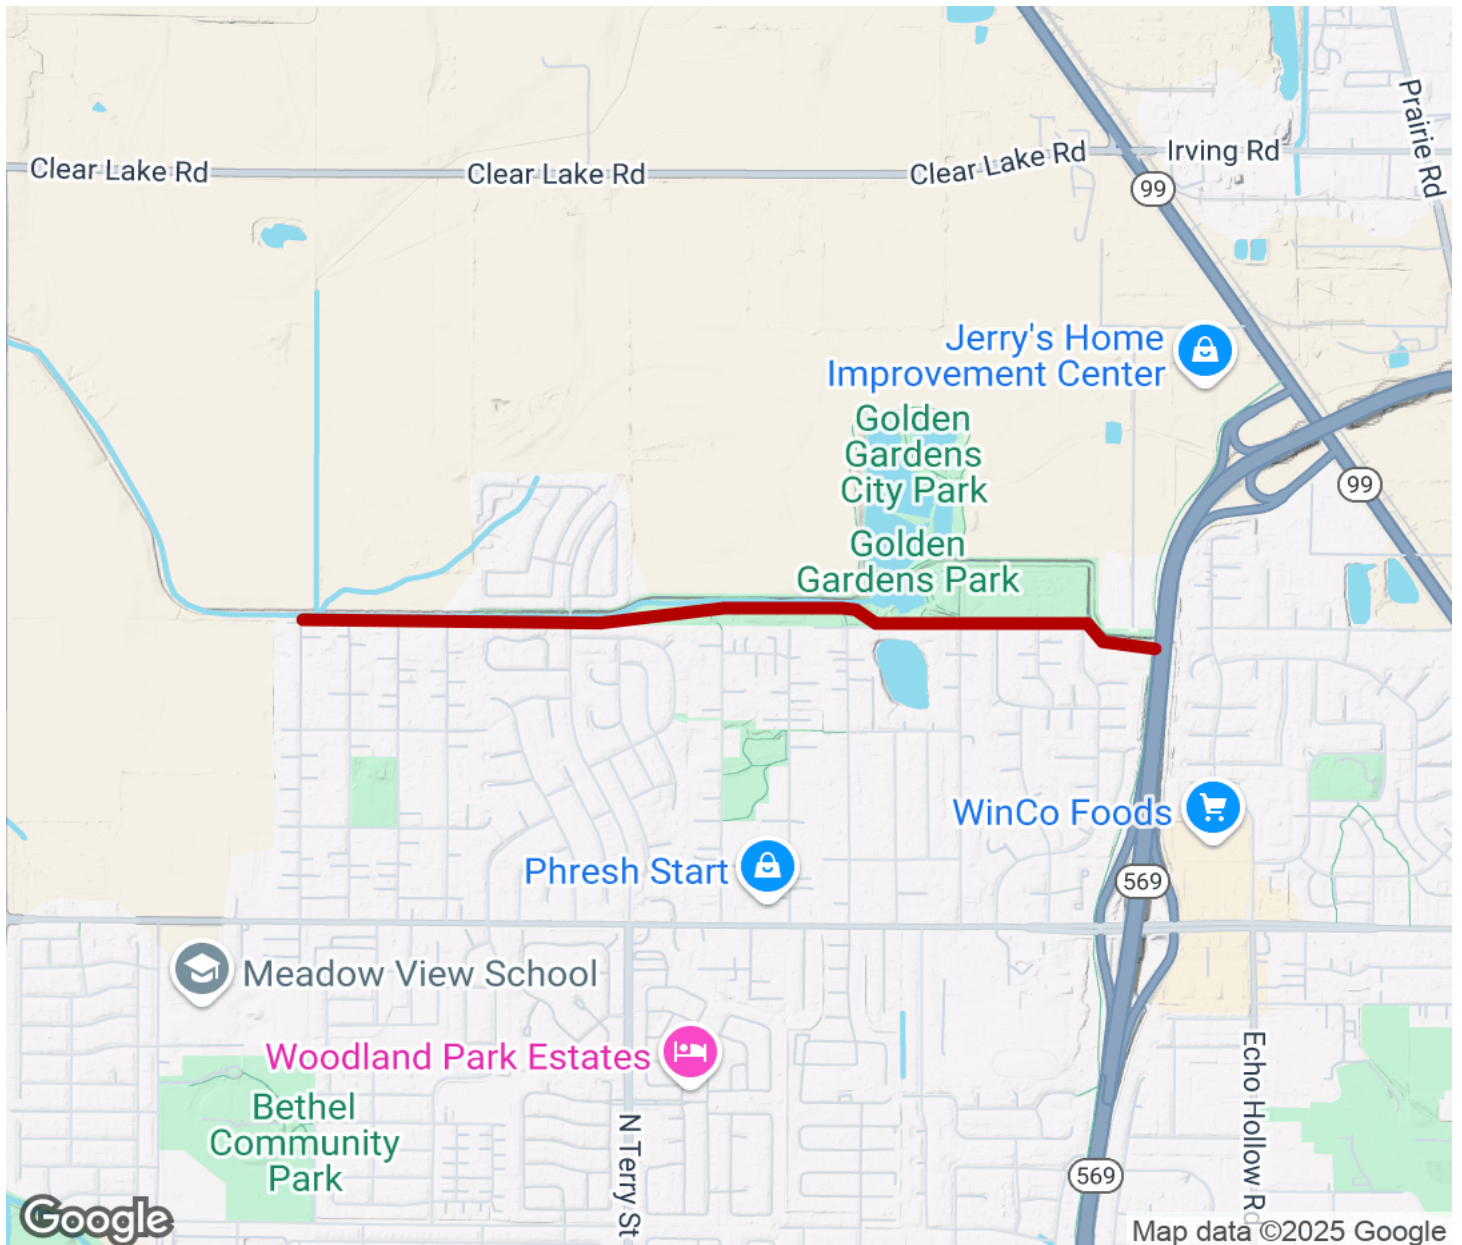 Clear Lake Rd
Clear Lake Rd
Clear Lake Rd
Irving Rd
Prairie Rd
99
Jerry's Home
Improvement Center
Golden
Gardens
City Park
99
Golden
Gardens Park
WinCo Foods
Phresh Start
569
Meadow View School
Woodland Park Estates
Bethel
Community
Park
N Terry St
Echo Hollow Rd
569
Google
Map data ©2025 Google